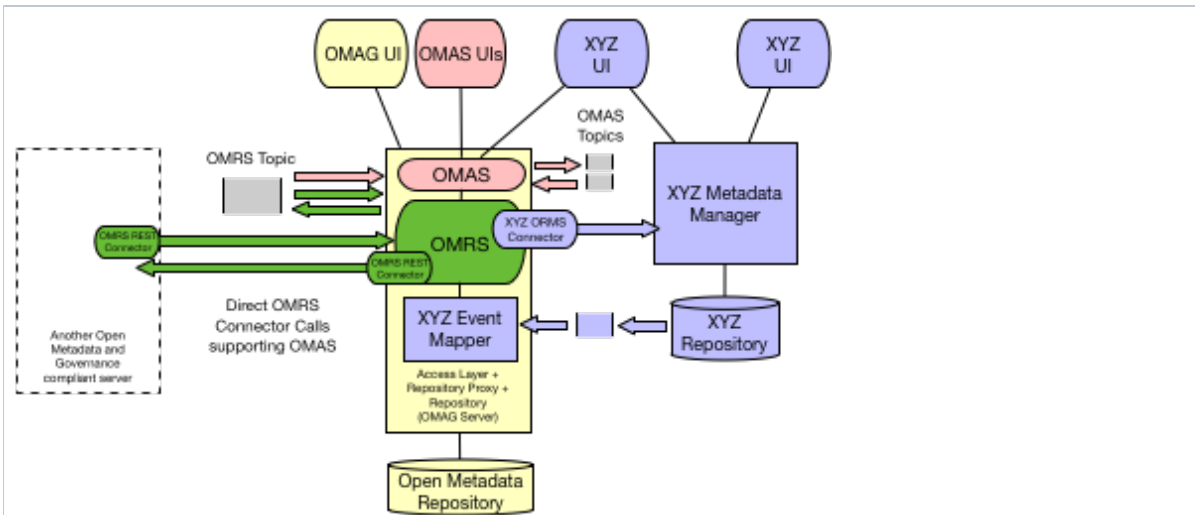 OMAG UI
OMAS UIs
XYZ
UI
XYZ
UI
OMAS
Topics
OMRS Topic
OMAS
XYZ Metadata
Manager
OMRS REST
Connector
OMRS
XYZ ORMS
Connector
OMRS REST
Connector
Direct OMRS
Connector Calls
supporting OMAS
XYZ Event
Mapper
XYZ
Repository
Another Open
Metadata and
Governance
compliant server
Access Layer +
Repository Proxy +
Repository
(OMAG Server)
Open Metadata
Repository